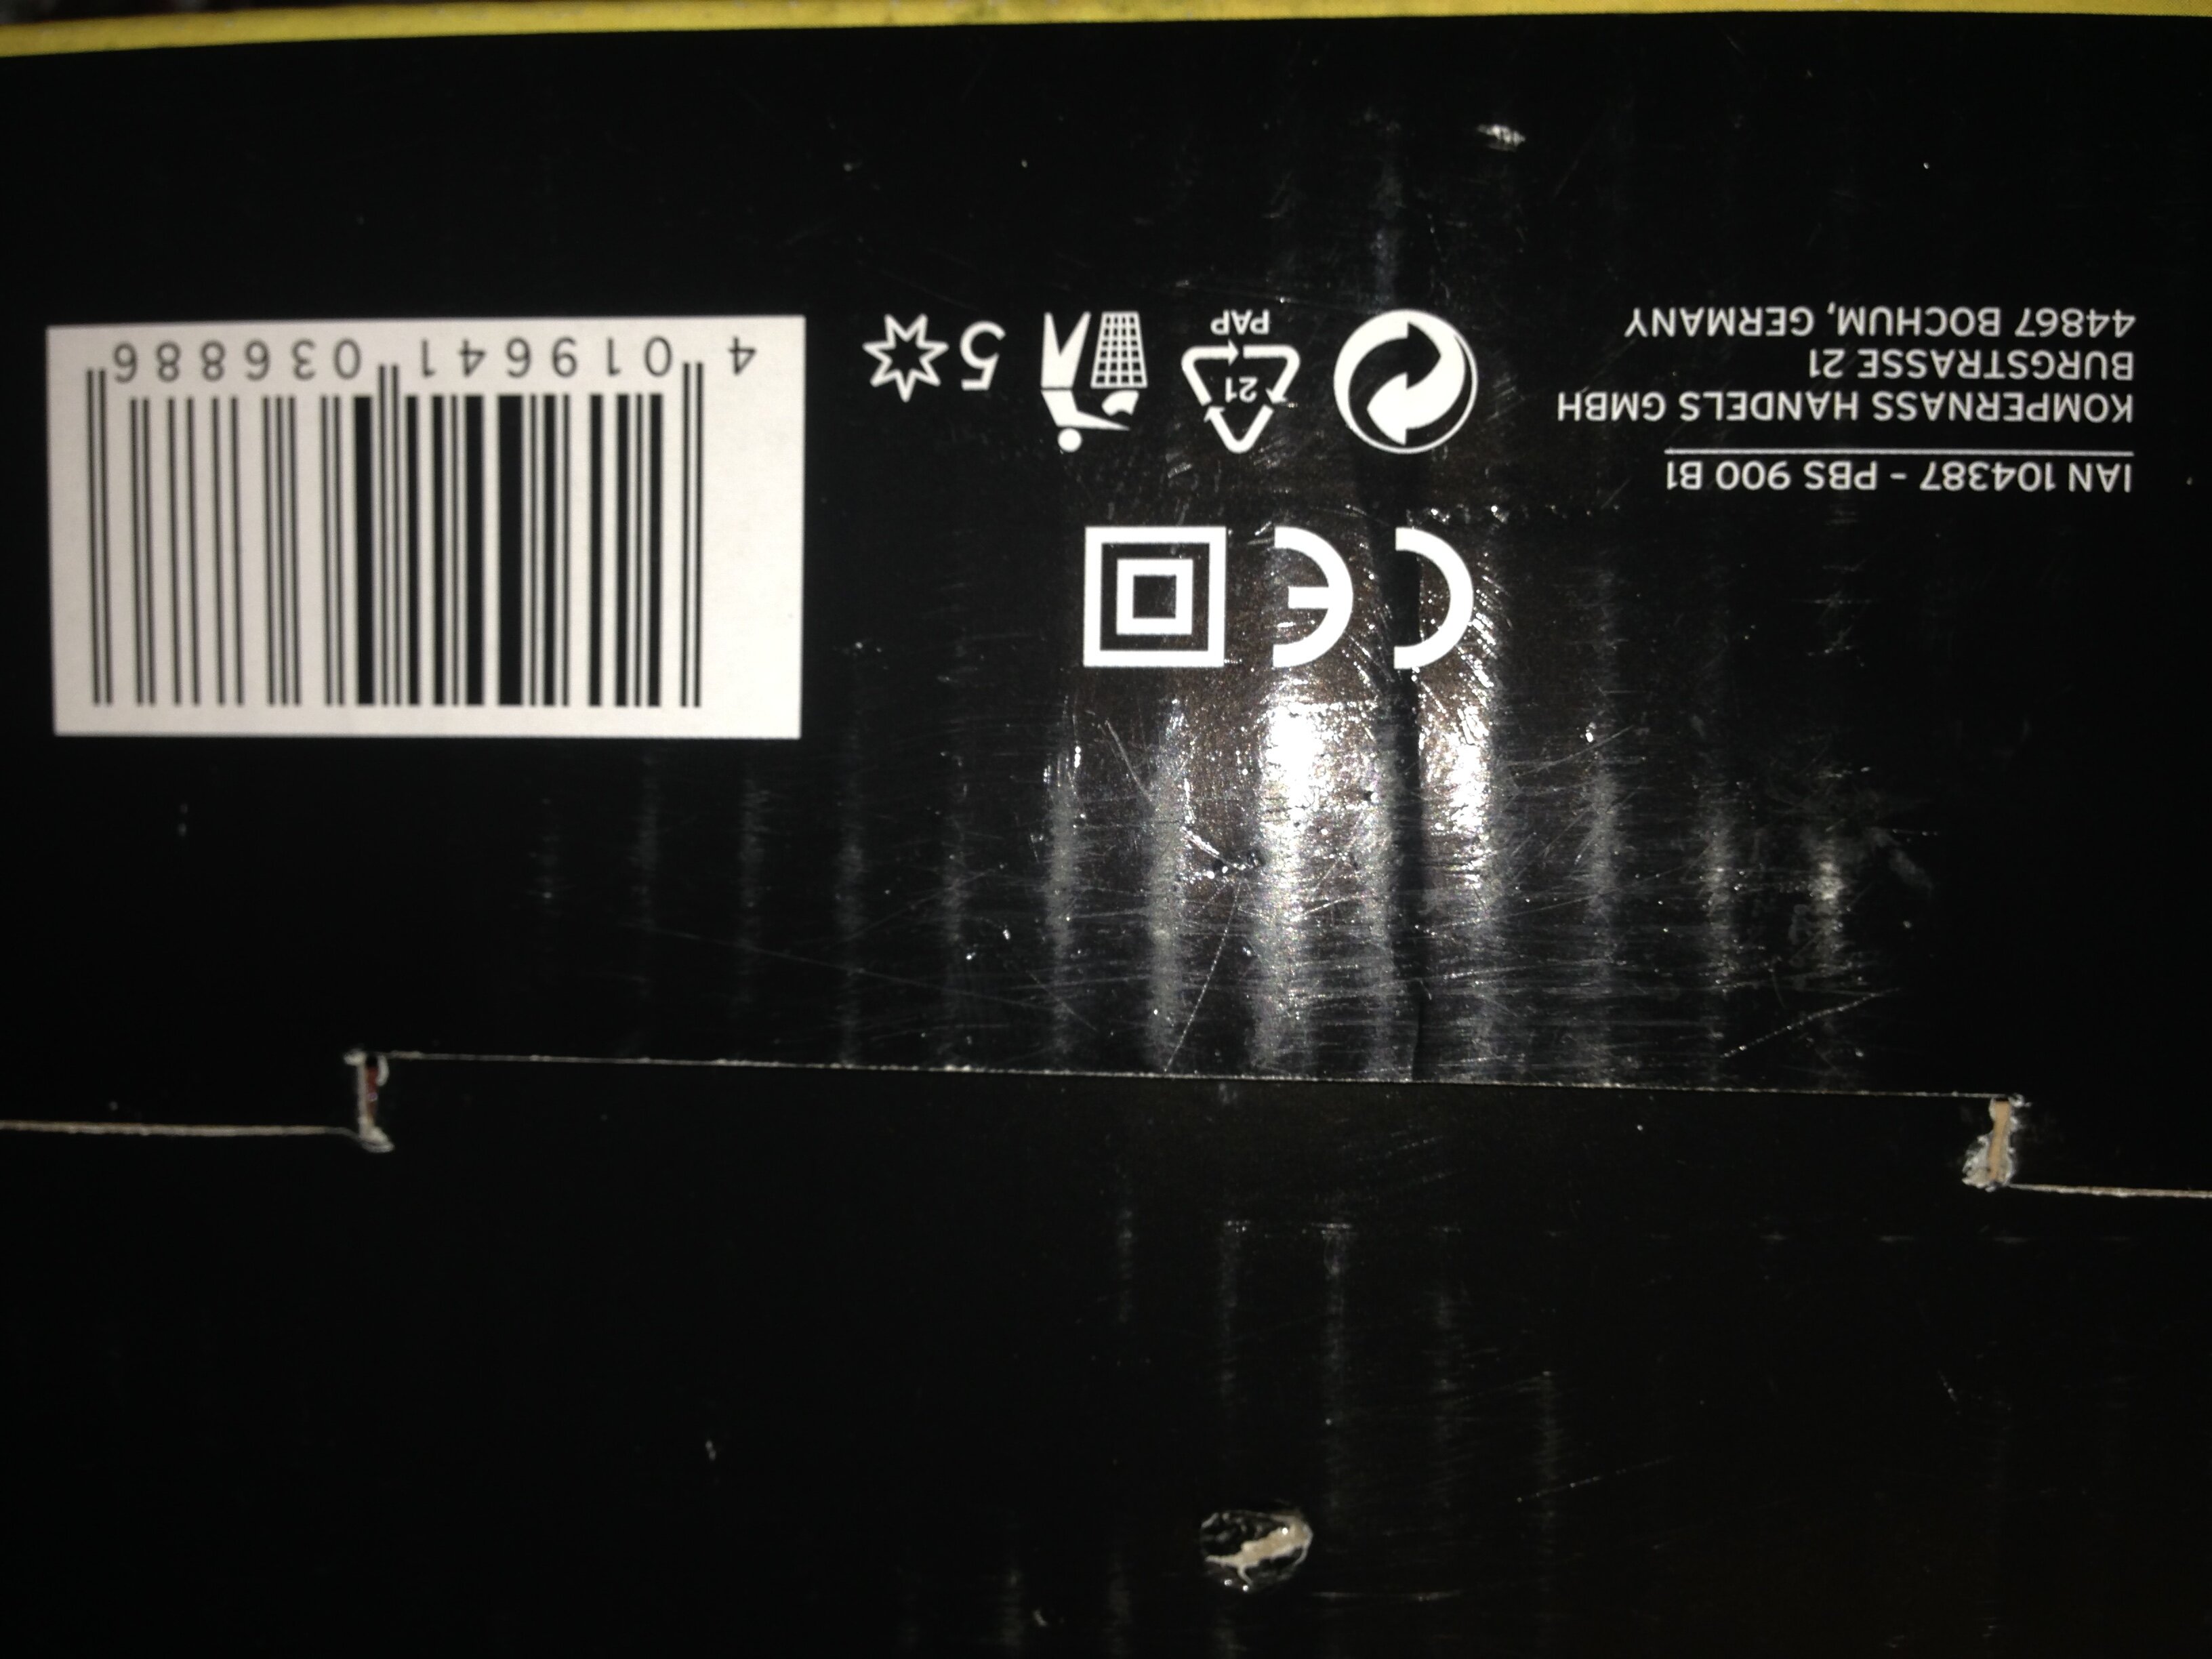 IAN 104387 - PBS 900 B1
KOMPERNASS HANDELS GMBH
BURGSTRASSE 21
44867 BOCHUM, GERMANY
CE
21
PAP
5
4 019641 036886